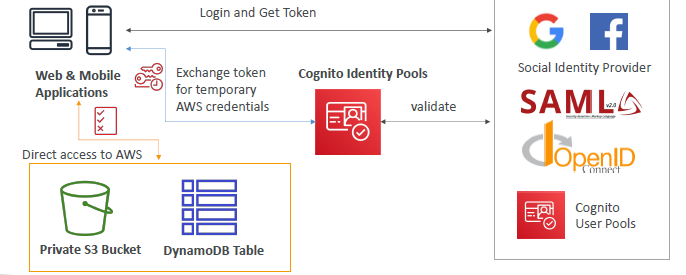 Login and Get Token
Social Identity Provider
Web & Mobile
Applications
Exchange token
for temporary
AWS credentials
Cognito Identity Pools
validate
SAML v2.0
OpenID
Connect
Direct access to AWS
Private S3 Bucket
DynamoDB Table
Cognito
User Pools